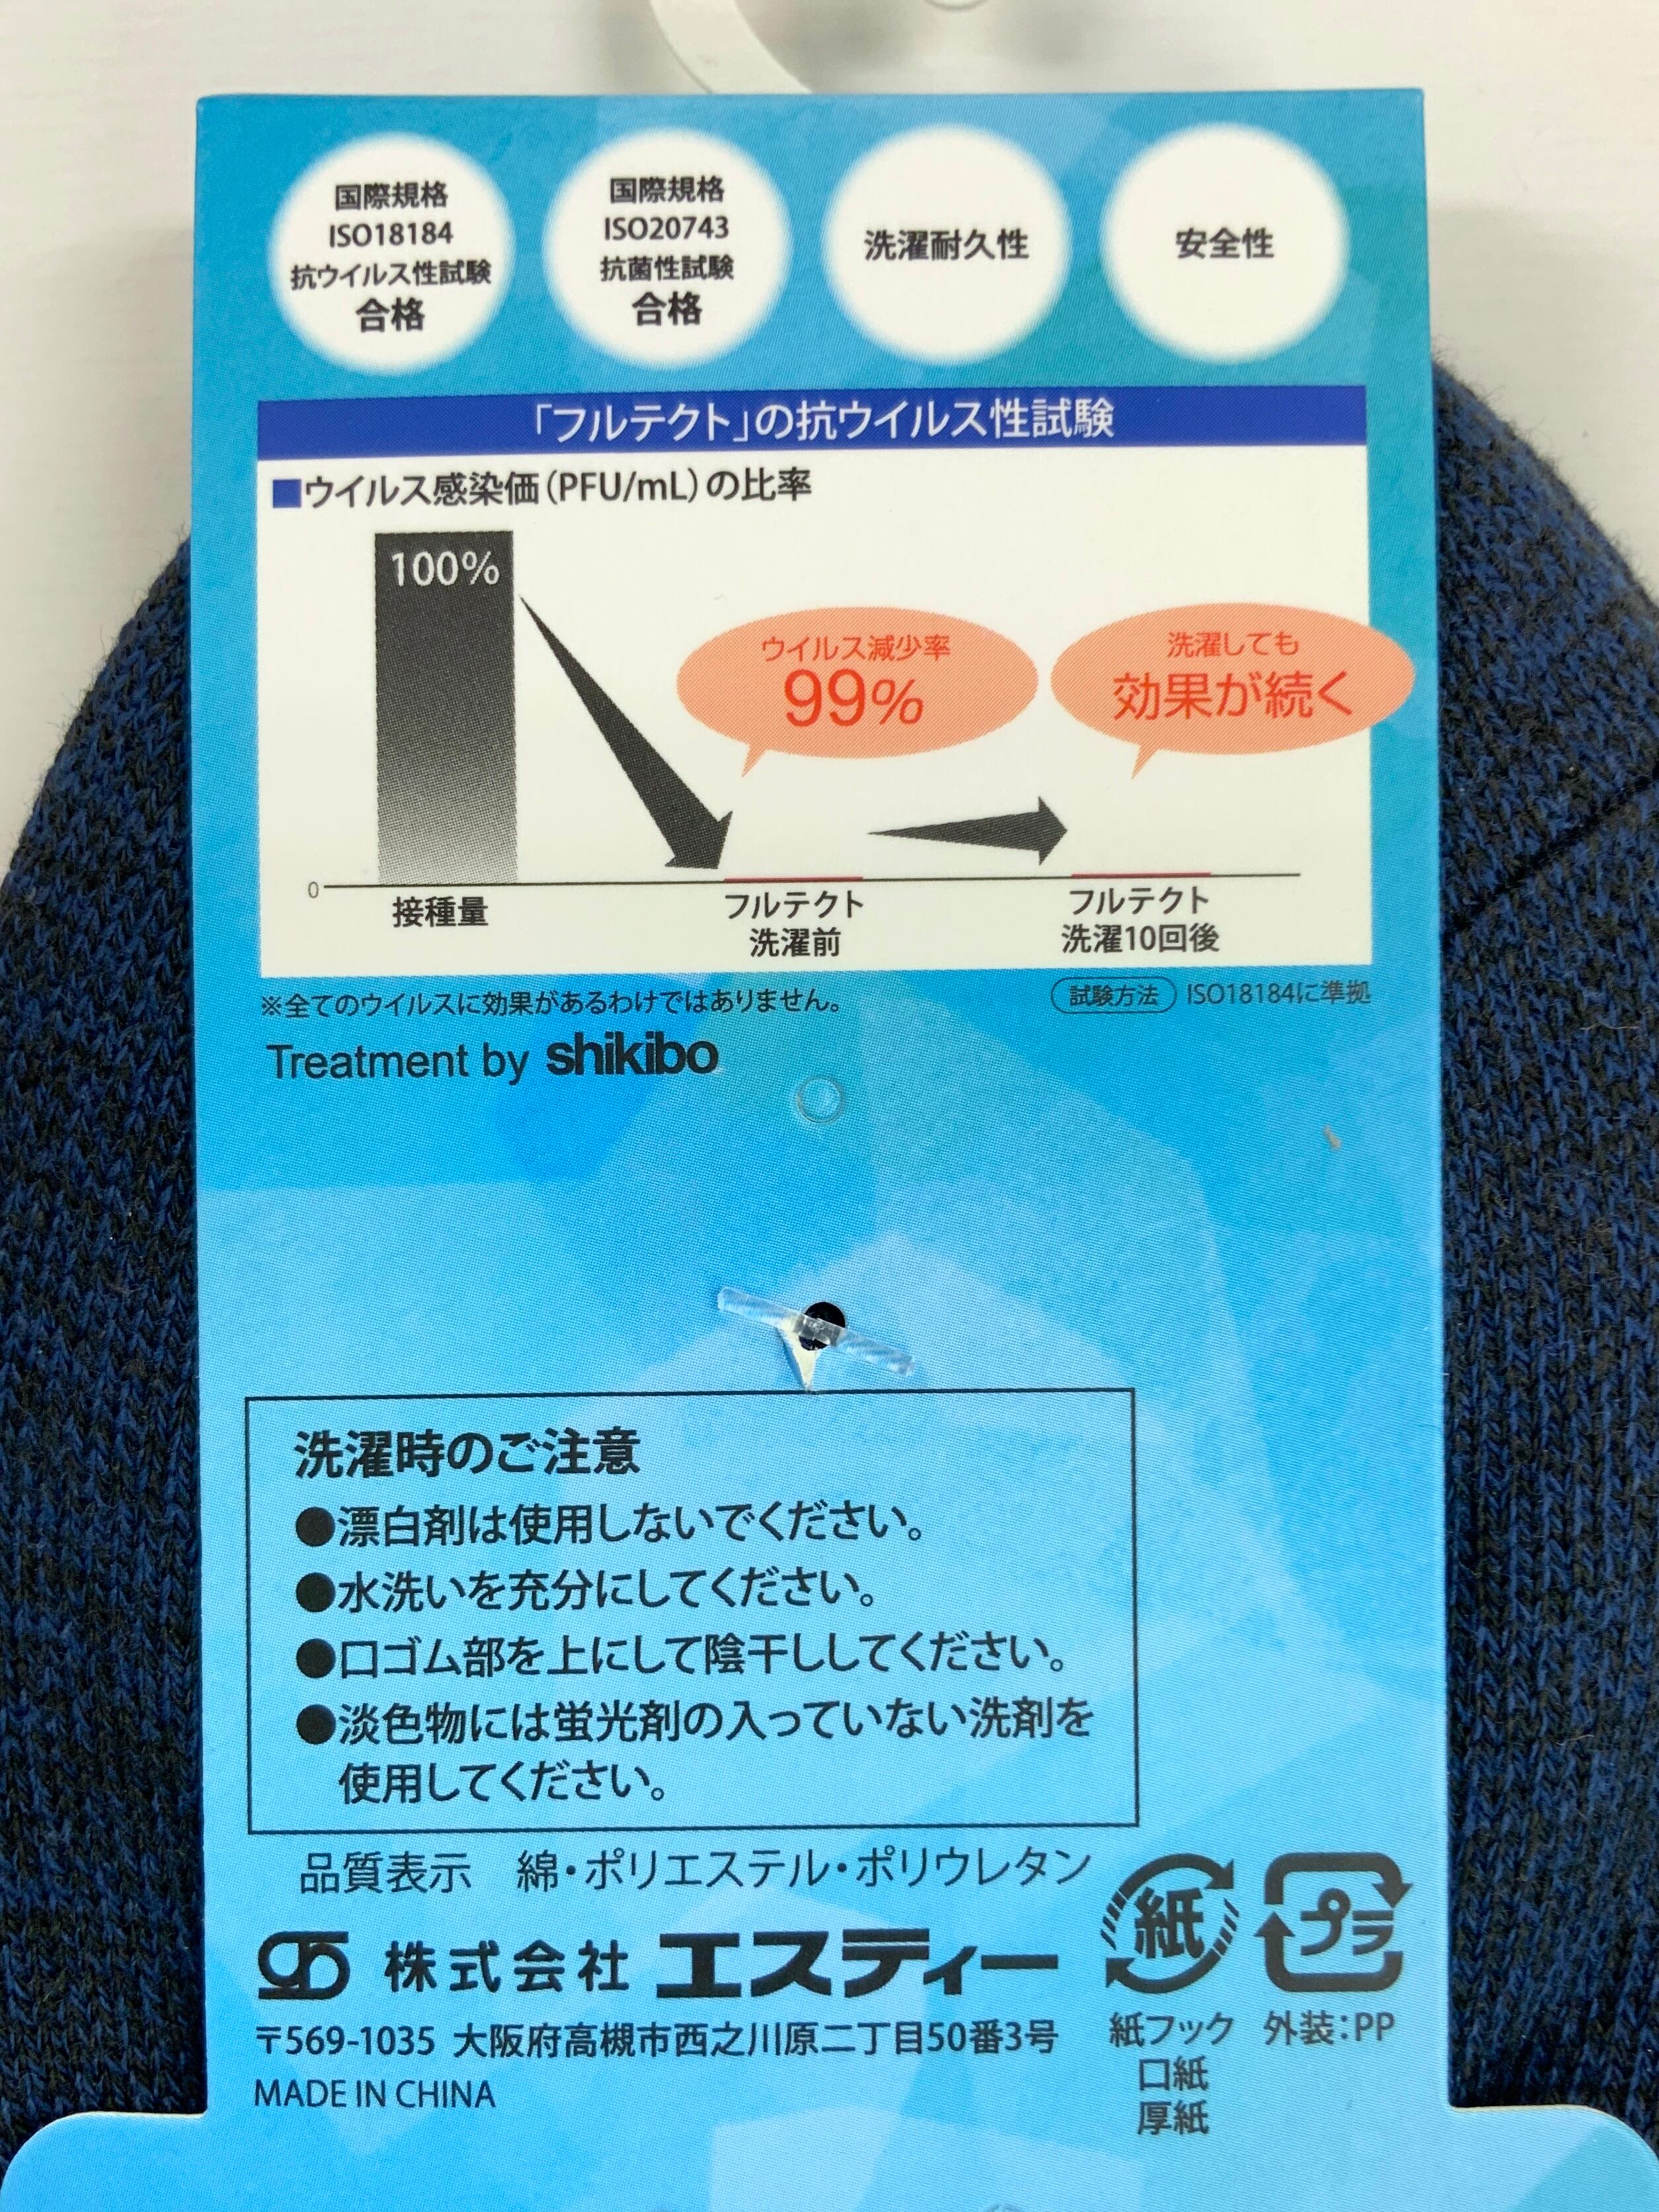 国際規格
ISO18184
抗ウイルス性試験
合格
国際規格
ISO20743
抗菌性試験
合格
洗濯耐久性
安全性
「フルテクト」の抗ウイルス性試験
■ウイルス感染価(PFU/mL)の比率
100%
ウイルス減少率
99%
洗濯しても
効果が続く
0
接種量
フルテクト
洗濯前
フルテクト
洗濯10回後
※全てのウイルスに効果があるわけではありません。
試験方法 ISO18184に準拠
Treatment by shikibo
洗濯時のご注意
●漂白剤は使用しないでください。
●水洗いを充分にしてください。
●口ゴム部を上にして陰干ししてください。
●淡色物には蛍光剤の入っていない洗剤を
使用してください。
品質表示 綿・ポリエステル・ポリウレタン
株式会社 エスティー
〒569-1035 大阪府高槻市西之川原二丁目50番3号
MADE IN CHINA
紙
紙フック
口紙
厚紙
プラ
外装:PP